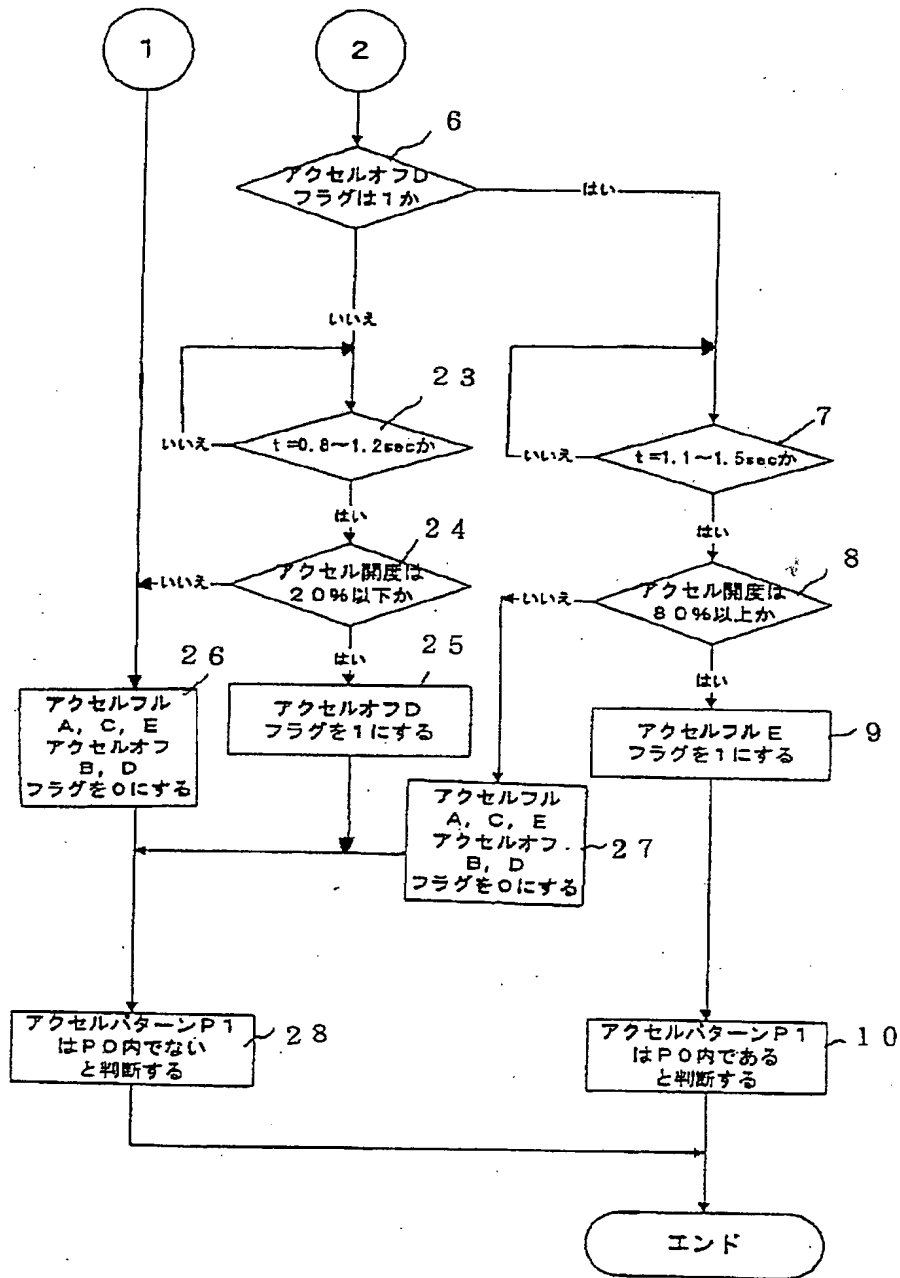 1
2
6
アクセルオフD
フラグは1か
はい
いいえ
23
t=0.8～1.2secか
いいえ
7
t=1.1～1.5secか
いいえ
はい
はい
24
アクセル開度は
20%以下か
いいえ
8
アクセル開度は
80%以上か
いいえ
はい
はい
26
アクセルフル
A, C, E
アクセルオフ
B, D
フラグを0にする
25
アクセルオフD
フラグを1にする
9
アクセルフルE
フラグを1にする
27
アクセルフル
A, C, E
アクセルオフ
B, D
フラグを0にする
28
アクセルパターンP1
はP0内でない
と判断する
10
アクセルパターンP1
はP0内である
と判断する
エンド